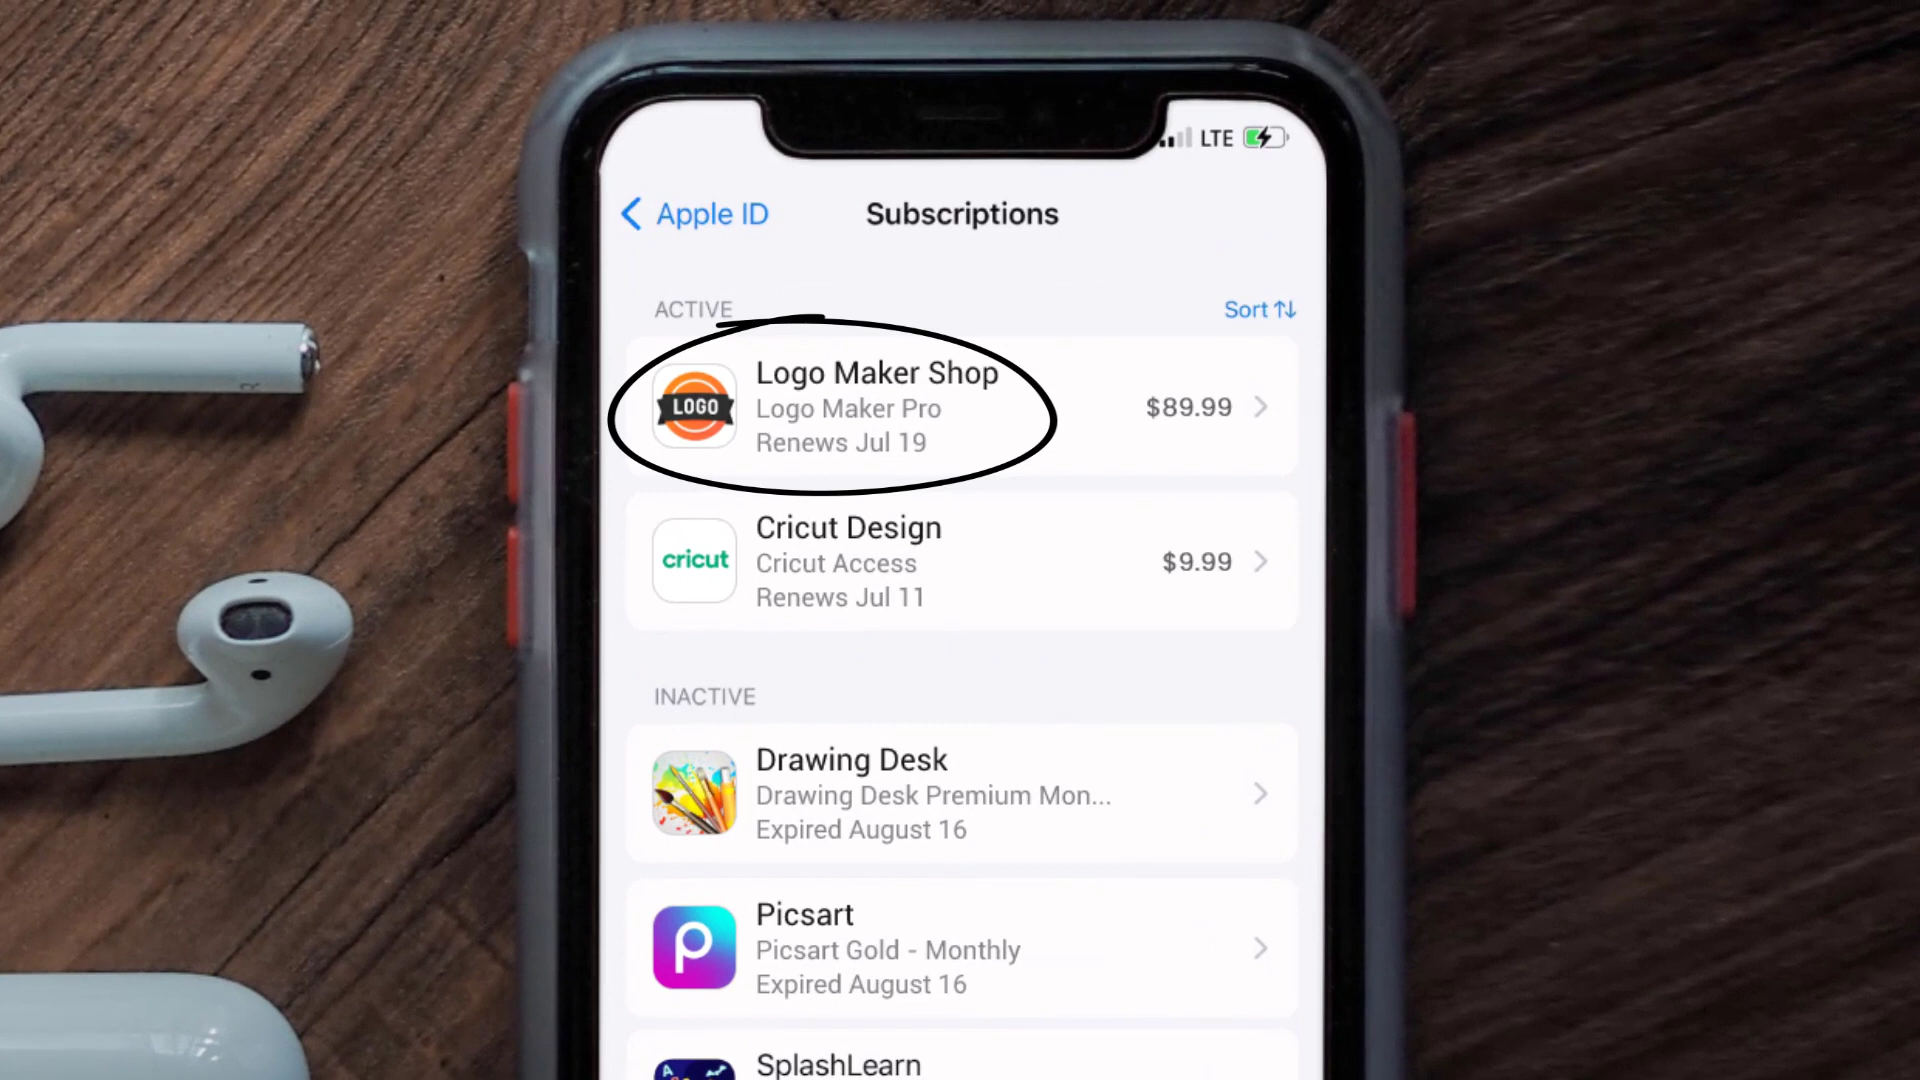 LTE
Apple ID
Subscriptions
ACTIVE
Sort
LOGO
Logo Maker Shop
Logo Maker Pro
Renews Jul 19
$89.99
cricut
Cricut Design
Cricut Access
Renews Jul 11
$9.99
INACTIVE
Drawing Desk
Drawing Desk Premium Mon...
Expired August 16
P
Picsart
Picsart Gold - Monthly
Expired August 16
A
SplashLearn
R